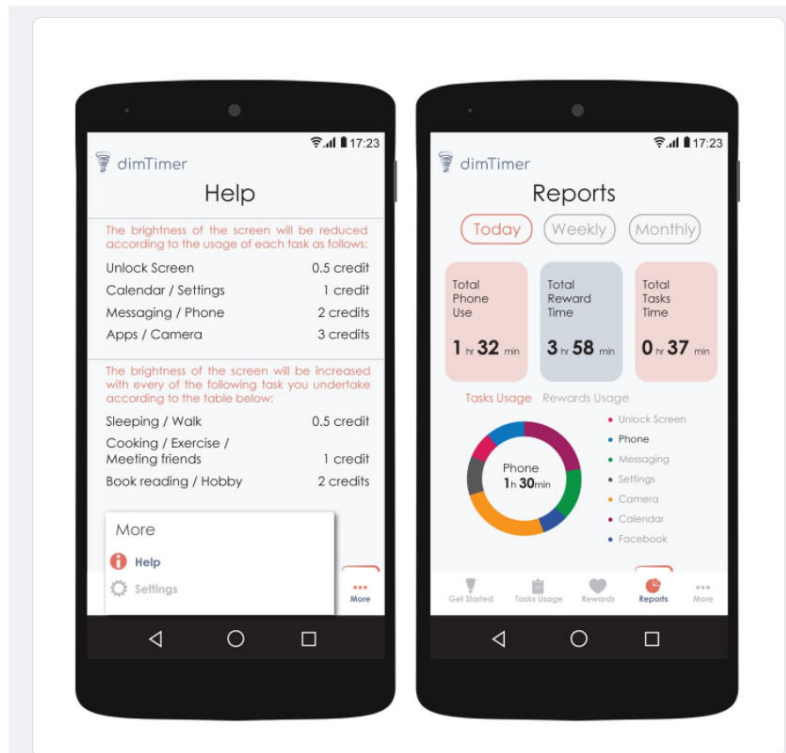 17:23
dimTimer
Help
The brightness of the screen will be reduced
according to the usage of each task as follows:
Unlock Screen 0.5 credit
Calendar / Settings 1 credit
Messaging / Phone 2 credits
Apps / Camera 3 credits
The brightness of the screen will be increased
with every of the following task you undertake
according to the table below:
Sleeping / Walk 0.5 credit
Cooking / Exercise /
Meeting friends 1 credit
Book reading / Hobby 2 credits
More
Help
Settings
More
17:23
dimTimer
Reports
Today Weekly Monthly
Total
Phone
Use
1 hr 32 min
Total
Reward
Time
3 hr 58 min
Total
Tasks
Time
0 hr 37 min
Tasks Usage Rewards Usage
Phone
1h 30min
Unlock Screen
Phone
Messaging
Settings
Camera
Calendar
Facebook
Get Started Tasks Usage Rewards Reports More